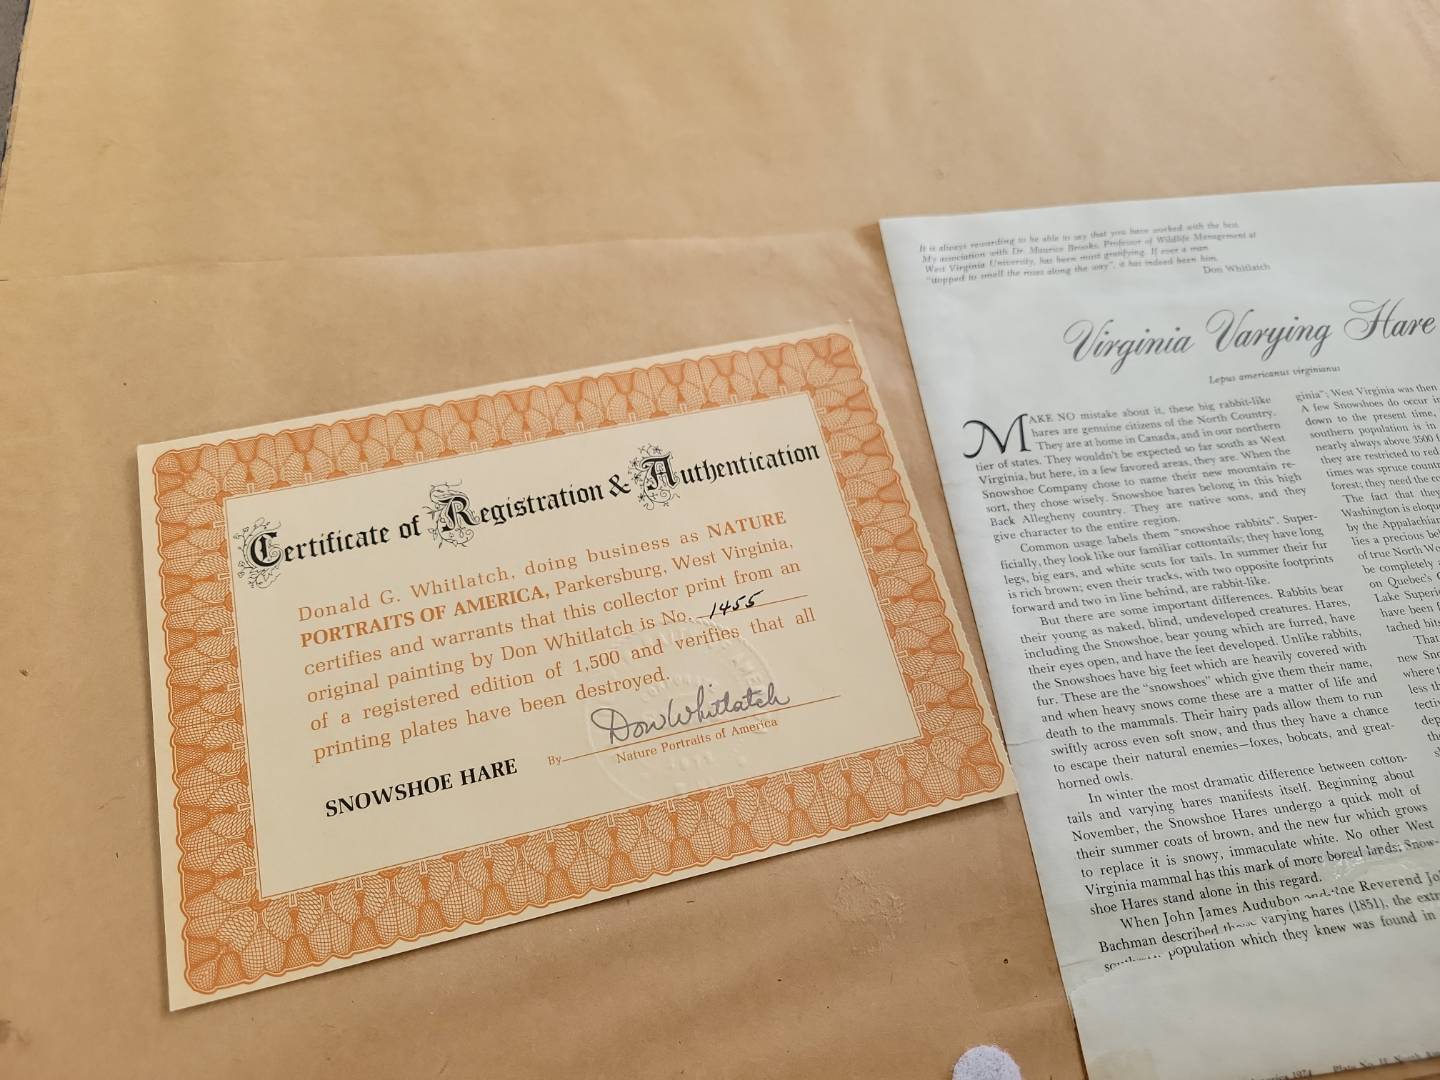 Certificate of Registration & Authentication
Donald G. Whitlatch, doing business as NATURE
PORTRAITS OF AMERICA, Parkersburg, West Virginia,
certifies and warrants that this collector print from an
original painting by Don Whitlatch is No. 1455
of a registered edition of 1,500 and verifies that all
printing plates have been destroyed.
Don Whitlatch
By
Nature Portraits of America
SNOWSHOE HARE
It is always rewarding to be able to say that you have worked with the best.
My association with Dr. Maurice Brooks, Professor of Wildlife Management at
West Virginia University, has been most gratifying. If ever a man
"stopped to smell the roses along the way", it has indeed been him.
Don Whitlatch
Virginia Varying Hare
Lepus americanus virginianus
MAKE NO mistake about it, these big rabbit-like
hares are genuine citizens of the North Country.
They are at home in Canada, and in our northern
tier of states. They wouldn't be expected so far south as West
Virginia, but here, in a few favored areas, they are. When the
Snowshoe Company chose to name their new mountain re-
sort, they chose wisely. Snowshoe hares belong in this high
Back Allegheny country. They are native sons, and they
give character to the entire region.
Common usage labels them "snowshoe rabbits". Super-
ficially, they look like our familiar cottontails; they have long
legs, big ears, and white scuts for tails. In summer their fur
is rich brown; even their tracks, with two opposite footprints
forward and two in line behind, are rabbit-like.
But there are some important differences. Rabbits bear
their young as naked, blind, undeveloped creatures. Hares,
including the Snowshoe, bear young which are furred, have
their eyes open, and have the feet developed. Unlike rabbits,
the Snowshoes have big feet which are heavily covered with
fur. These are the "snowshoes" which give them their name,
and when heavy snows come these are a matter of life and
death to the mammals. Their hairy pads allow them to run
swiftly across even soft snow, and thus they have a chance
to escape their natural enemies—foxes, bobcats, and great-
horned owls.
In winter the most dramatic difference between cotton-
tails and varying hares manifests itself. Beginning about
November, the Snowshoe Hares undergo a quick molt of
their summer coats of brown, and the new fur which grows
to replace it is snowy, immaculate white. No other West
Virginia mammal has this mark of more boreal lands; Snow-
shoe Hares stand alone in this regard.
When John James Audubon and the Reverend Jo
Bachman described these varying hares (1851), the ext
population which they knew was found in
ginia"; West Virginia was then
A few Snowshoes do occur in
down to the present time,
southern population is in
nearly always above 3500
they are restricted to red
times was spruce count
forest; they need the co
The fact that they
Washington is eloqu
by the Appalachia
lies a precious be
of true North Wo
be completely
on Quebec's
Lake Superi
have been
tached bits
That
new Sno
where t
less th
tecti
dep
the
1974